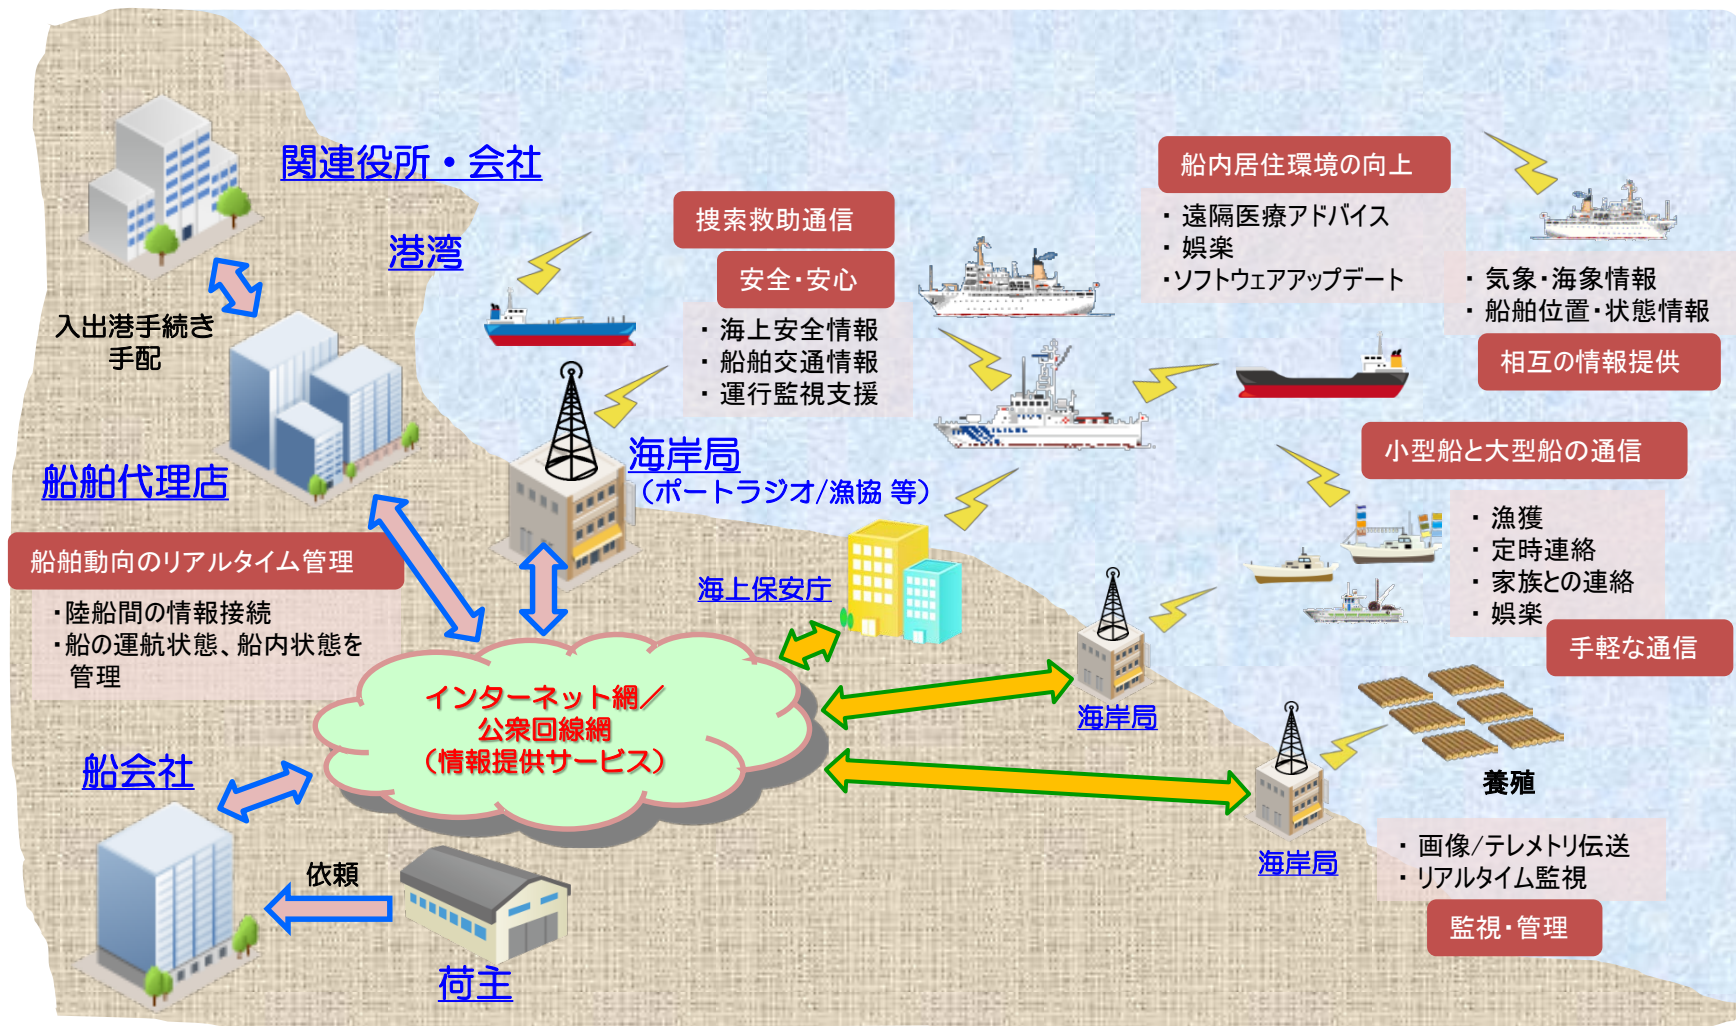 関連役所・会社
港湾
入出港手続き
手配
船舶代理店
船舶動向のリアルタイム管理
・陸船間の情報接続
・船の運航状態、船内状態を
管理
船会社
依頼
荷主
インターネット網／
公衆回線網
（情報提供サービス）
海岸局
（ポートラジオ/漁協 等）
捜索救助通信
安全・安心
・ 海上安全情報
・ 船舶交通情報
・ 運行監視支援
海上保安庁
船内居住環境の向上
・ 遠隔医療アドバイス
・ 娯楽
・ソフトウェアアップデート
・ 気象・海象情報
・ 船舶位置・状態情報
相互の情報提供
小型船と大型船の通信
・ 漁獲
・ 定時連絡
・ 家族との連絡
・ 娯楽
手軽な通信
海岸局
海岸局
養殖
・ 画像/テレメトリ伝送
・ リアルタイム監視
監視・管理